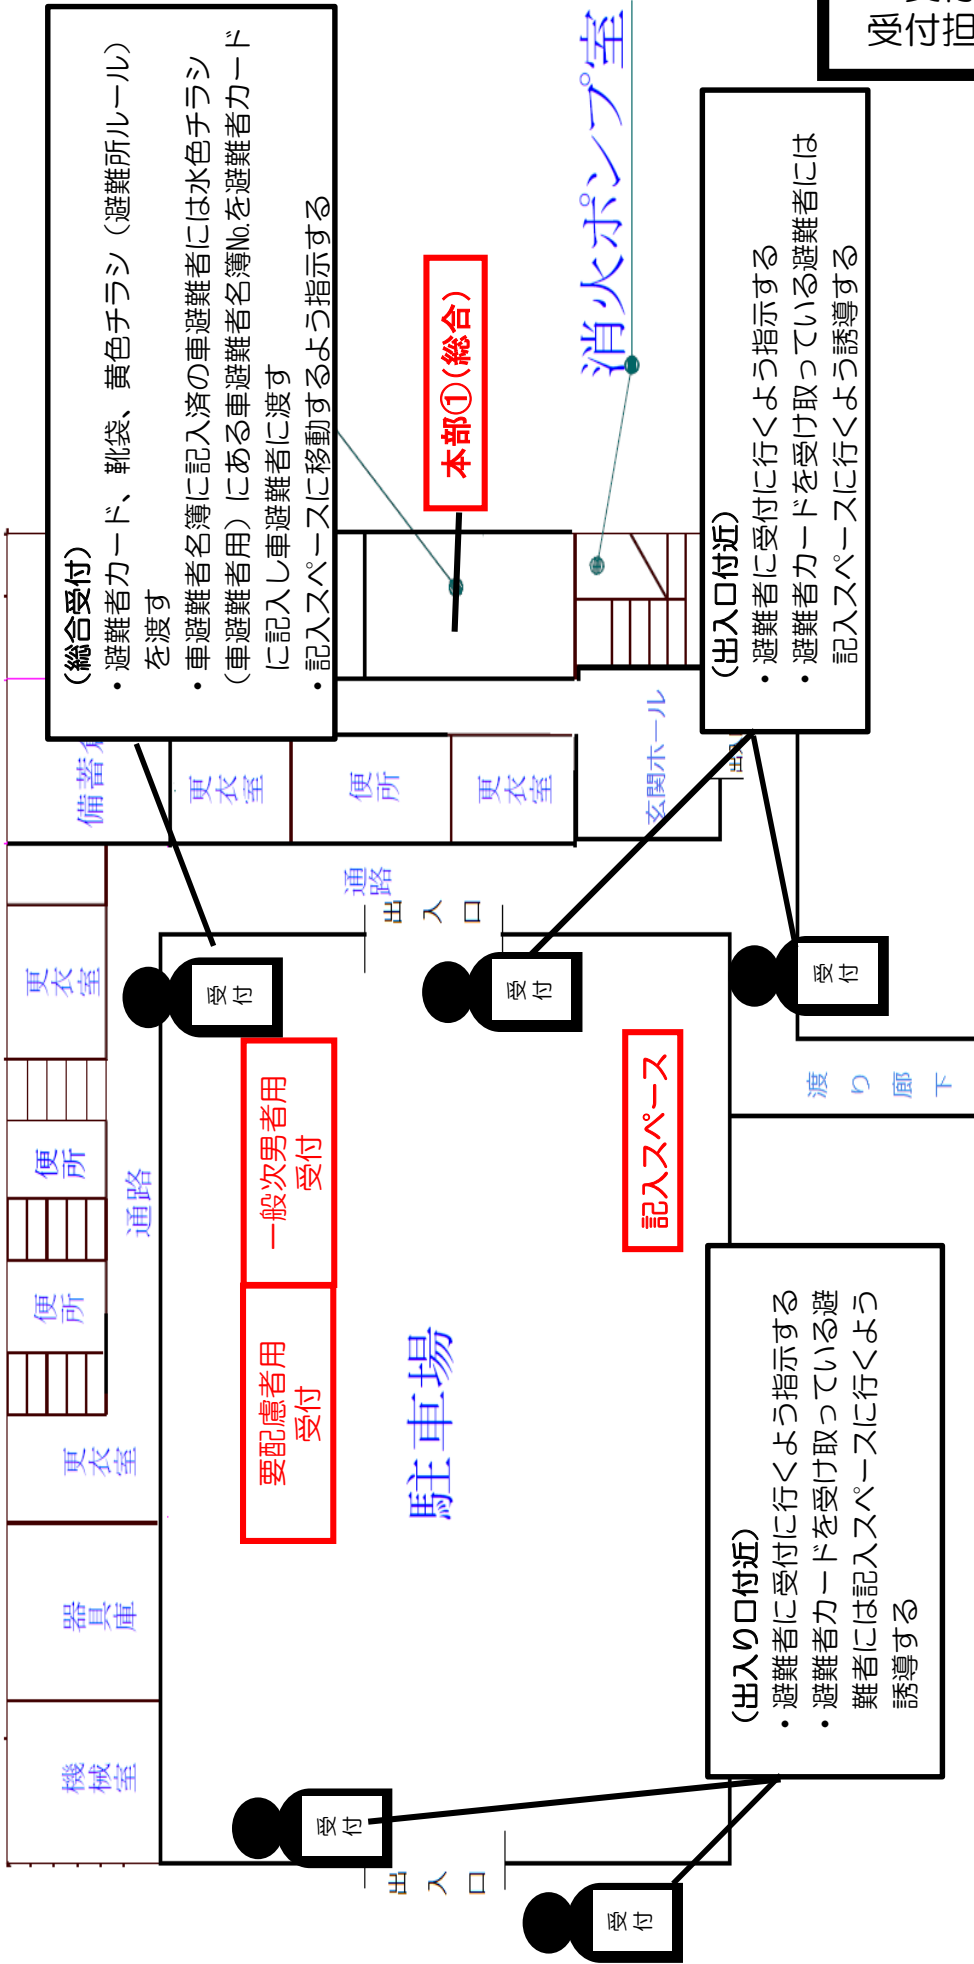 受付担
(総合受付)
・避難者カード、靴袋、黄色チラシ（避難所ルール）
を渡す
・車避難者名簿に記入済の車避難者には水色チラシ
（車避難者用）にある車避難者名簿No.を避難者カード
に記入し車避難者に渡す
・記入スペースに移動するよう指示する
本部①(総合)
消火ポンプ室
(出入口付近)
・避難者に受付に行くよう指示する
・避難者カードを受け取っている避難者には
記入スペースに行くよう誘導する
備蓄
更衣室
便所
更衣室
玄関ホール
通路
出入口
更衣室
便所
便所
更衣室
器具庫
機械室
通路
受付
受付
受付
一般次男者用
受付
要配慮者用
受付
記入スペース
駐車場
渡り廊下
(出入り口付近)
・避難者に受付に行くよう指示する
・避難者カードを受け取っている避
難者には記入スペースに行くよう
誘導する
受付
出入口
受付